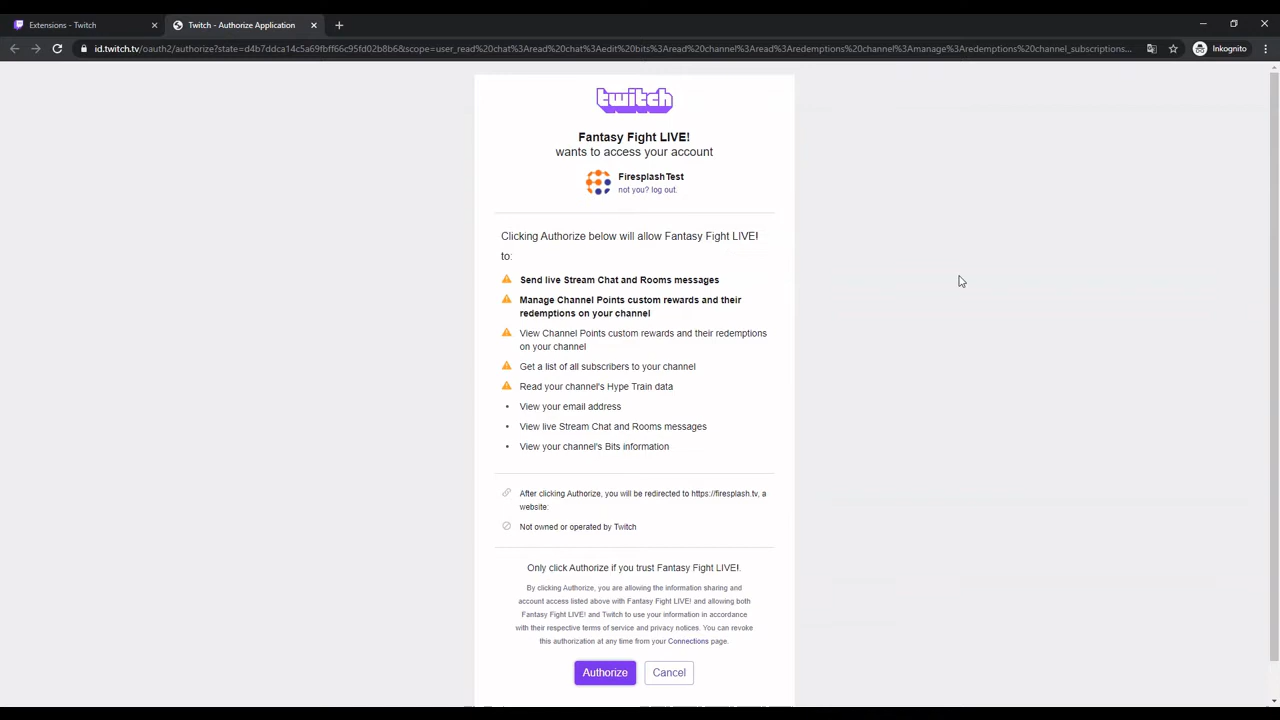 Extensions - Twitch
Twitch - Authorize Application
id.twitch.tv/oauth2/authorize?state=d4b7ddca14c5a69fbff66c95fd02b8b6&scope=user_read%20chat%3Aread%20chat%3Aedit%20bits%3Aread%20channel%3Aread%3Aredemptions%20channel%3Amanage%3Aredemptions%20channel_subscriptions...
Inkognito
twitch
Fantasy Fight LIVE!
wants to access your account
FiresplashTest
not you? log out.
Clicking Authorize below will allow Fantasy Fight LIVE!
to:
Send live Stream Chat and Rooms messages
Manage Channel Points custom rewards and their
redemptions on your channel
View Channel Points custom rewards and their redemptions
on your channel
Get a list of all subscribers to your channel
Read your channel's Hype Train data
• View your email address
• View live Stream Chat and Rooms messages
• View your channel's Bits information
After clicking Authorize, you will be redirected to https://firesplash.tv, a
website:
Not owned or operated by Twitch
Only click Authorize if you trust Fantasy Fight LIVE!.
By clicking Authorize, you are allowing the information sharing and
account access listed above with Fantasy Fight LIVE! and allowing both
Fantasy Fight LIVE! and Twitch to use your information in accordance
with their respective terms of service and privacy notices. You can revoke
this authorization at any time from your Connections page.
Authorize
Cancel